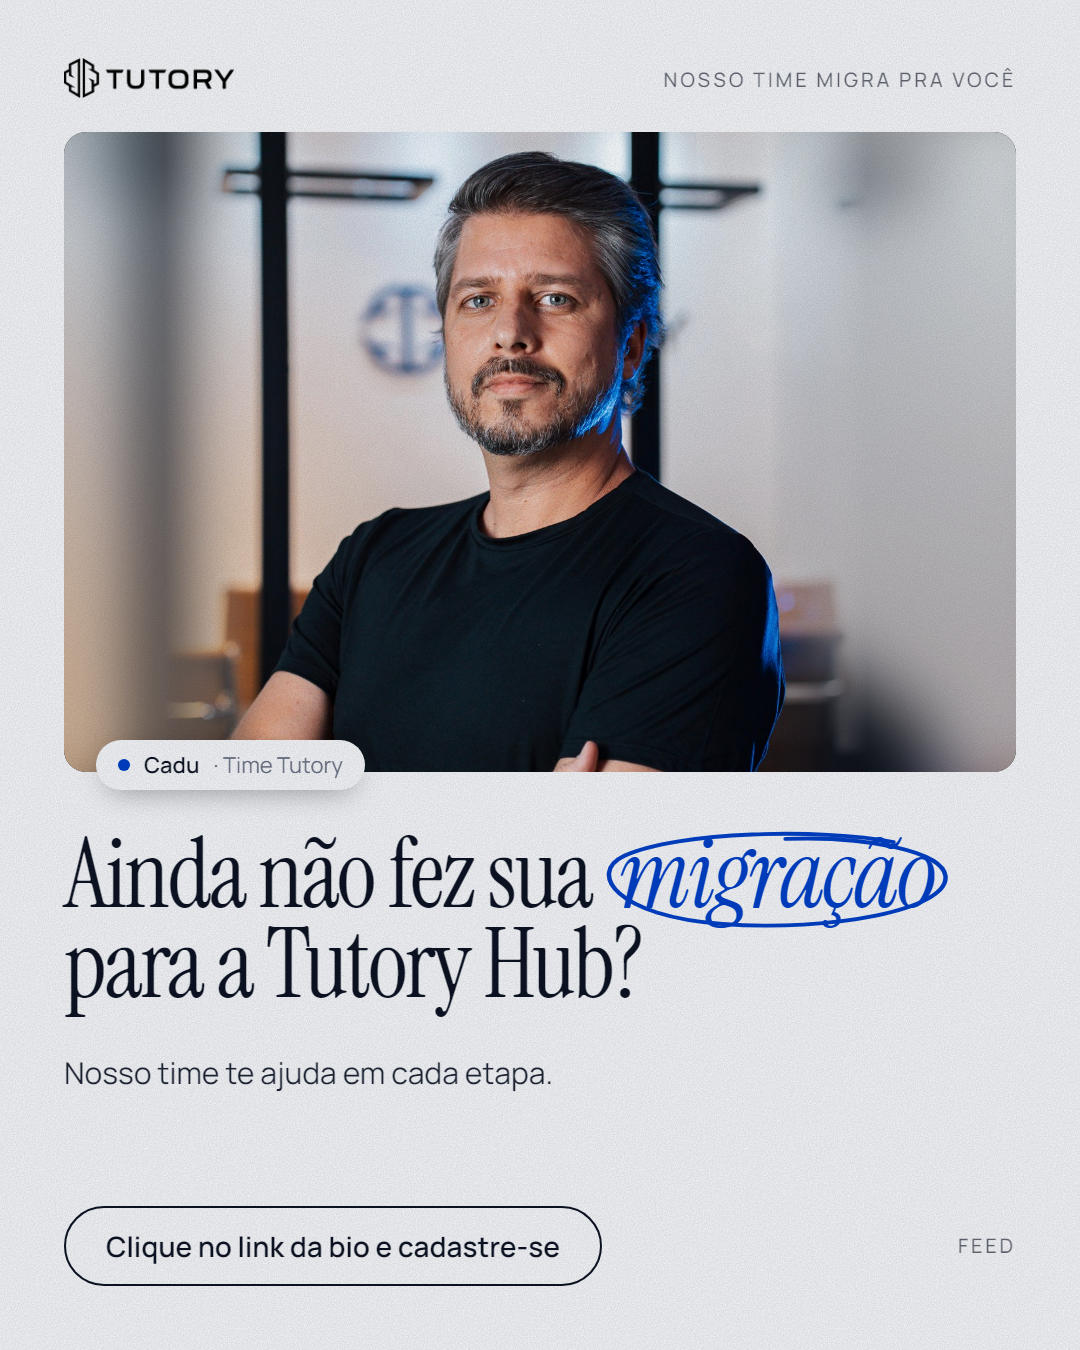 TUTORY
NOSSO TIME MIGRA PRA VOCÊ
Cadu · Time Tutory
Ainda não fez sua migração
para a Tutory Hub?
Nosso time te ajuda em cada etapa.
Clique no link da bio e cadastre-se
FEED